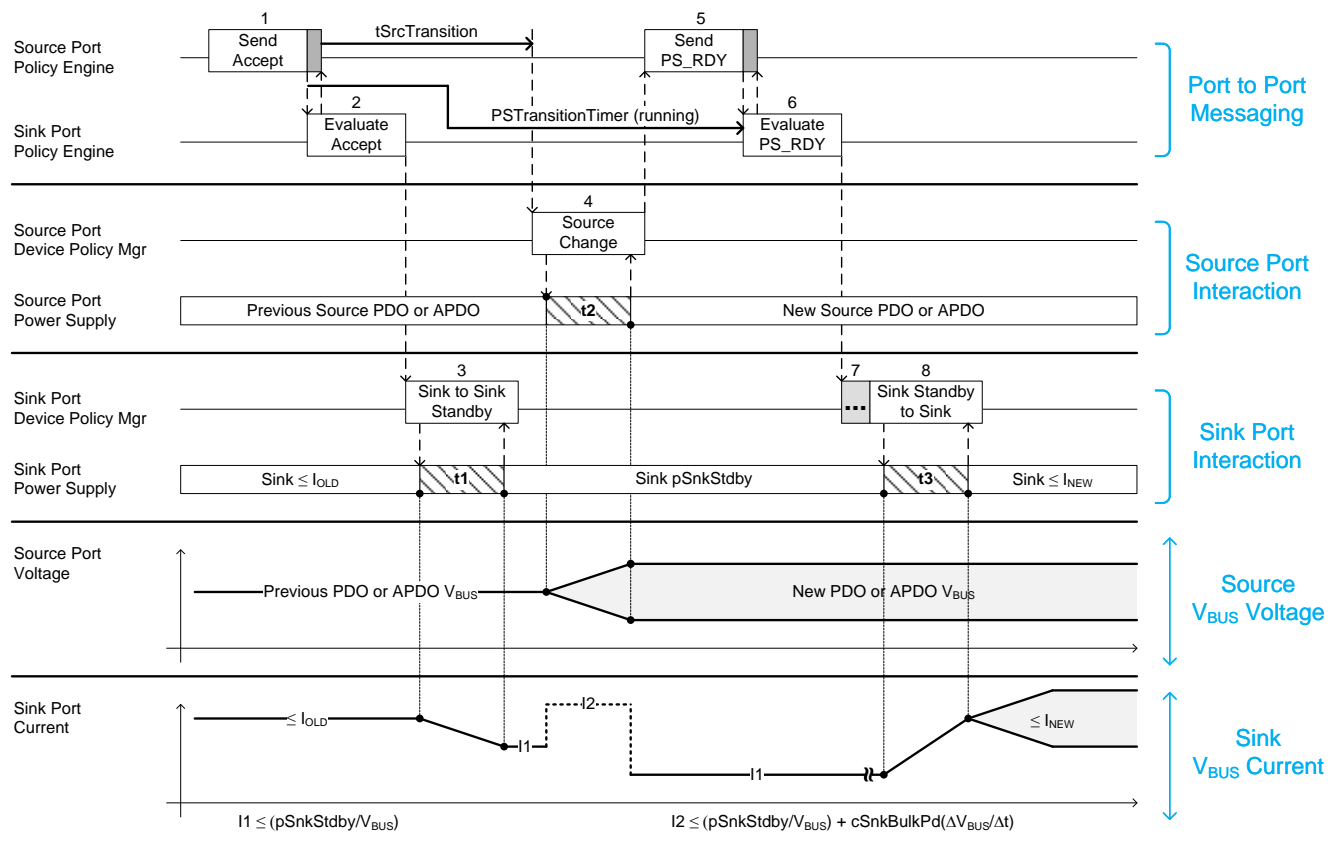 1
5
Source Port
Policy Engine
Send
Accept
tSrcTransition
Send
PS_RDY
Port to Port
Messaging
2
6
Sink Port
Policy Engine
Evaluate
Accept
PSTransitionTimer (running)
Evaluate
PS_RDY
4
Source Port
Device Policy Mgr
Source
Change
Source Port
Interaction
Source Port
Power Supply
Previous Source PDO or APDO
t2
New Source PDO or APDO
3
7
8
Sink Port
Device Policy Mgr
Sink to Sink
Standby
...
Sink Standby
to Sink
Sink Port
Interaction
Sink Port
Power Supply
Sink ≤ IOLD
t1
Sink pSnkStdby
t3
Sink ≤ INEW
Source Port
Voltage
Previous PDO or APDO VBUS
New PDO or APDO VBUS
Source
VBUS Voltage
Sink Port
Current
≤ IOLD
I1
I2
I1
≤ INEW
Sink
VBUS Current
I1 ≤ (pSnkStdby/VBUS)
I2 ≤ (pSnkStdby/VBUS) + cSnkBulkPd(ΔVBUS/Δt)